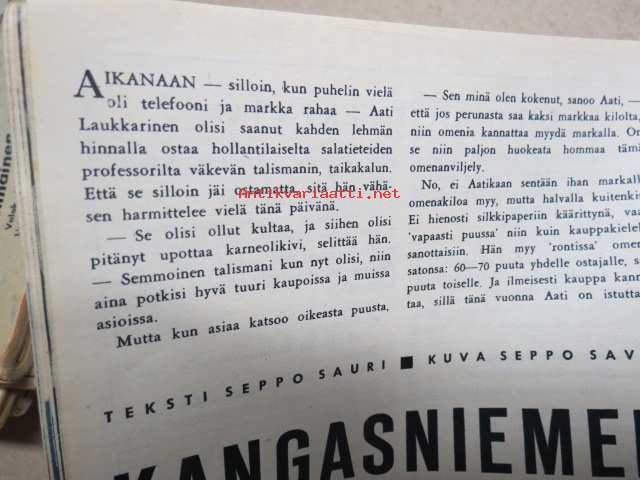 AIKANAAN — silloin, kun puhelin vielä
oli telefooni ja markka rahaa — Aati
Laukkarinen olisi saanut kahden lehmän
hinnalla ostaa hollantilaiselta salatieteiden
professorilta väkevän talismanin, taikakalun.
Että se silloin jäi ostamatta, sitä hän vähä-
sen harmittelee vielä tänä päivänä.
— Se olisi ollut kultaa, ja siihen olisi
pitänyt upottaa karneolikivi, selittää hän.
— Semmoinen talismani kun nyt olisi, niin
aina potkisi hyvä tuuri kaupoissa ja muissa
asioissa.
Mutta kun asiaa katsoo oikeasta puusta,
— Sen minä olen kokenut, sanoo Aati, —
että jos perunasta saa kaksi markkaa kilolta,
niin omenia kannattaa myydä markalla. On
se niin paljon huokeata hommaa tämä
omenanviljely.
No, ei Aatikaan sentään ihan markalla
omenakiloa myy, mutta halvalla kuitenkin
Ei hienosti silkkipaperiin käärittynä, va
'vapaasti puussa' niin kuin kauppakielel
sanottaisiin. Hän myy 'rontissa' omen
satonsa: 60—70 puuta yhdelle ostajalle, s
puuta toiselle. Ja ilmeisesti kauppa kann
taa, sillä tänä vuonna Aati on istutta
TEKSTI SEPPO SAURI ■ KUVA SEPPO SAV
KANGASNIEME
Antikvariaatti.net